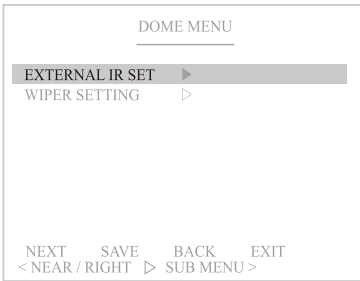 DOME MENU
EXTERNAL IR SET ▶
WIPER SETTING ▷
NEXT SAVE BACK EXIT
< NEAR / RIGHT ▷ SUB MENU >